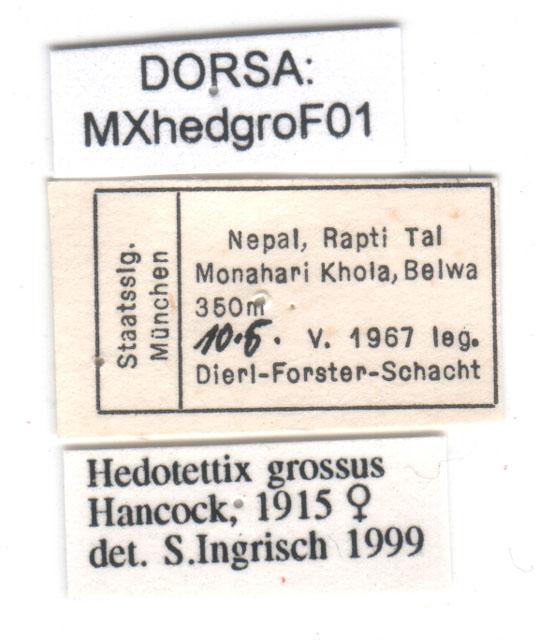 DORSA:
MXhedgroF01
Staatsslg.
München
Nepal, Rapti Tal
Monahari Khola, Belwa
350m
10.5. V. 1967 leg.
Dierl-Forster-Schacht
Hedotettix grossus
Hancock, 1915 ♀
det. S.Ingrisch 1999